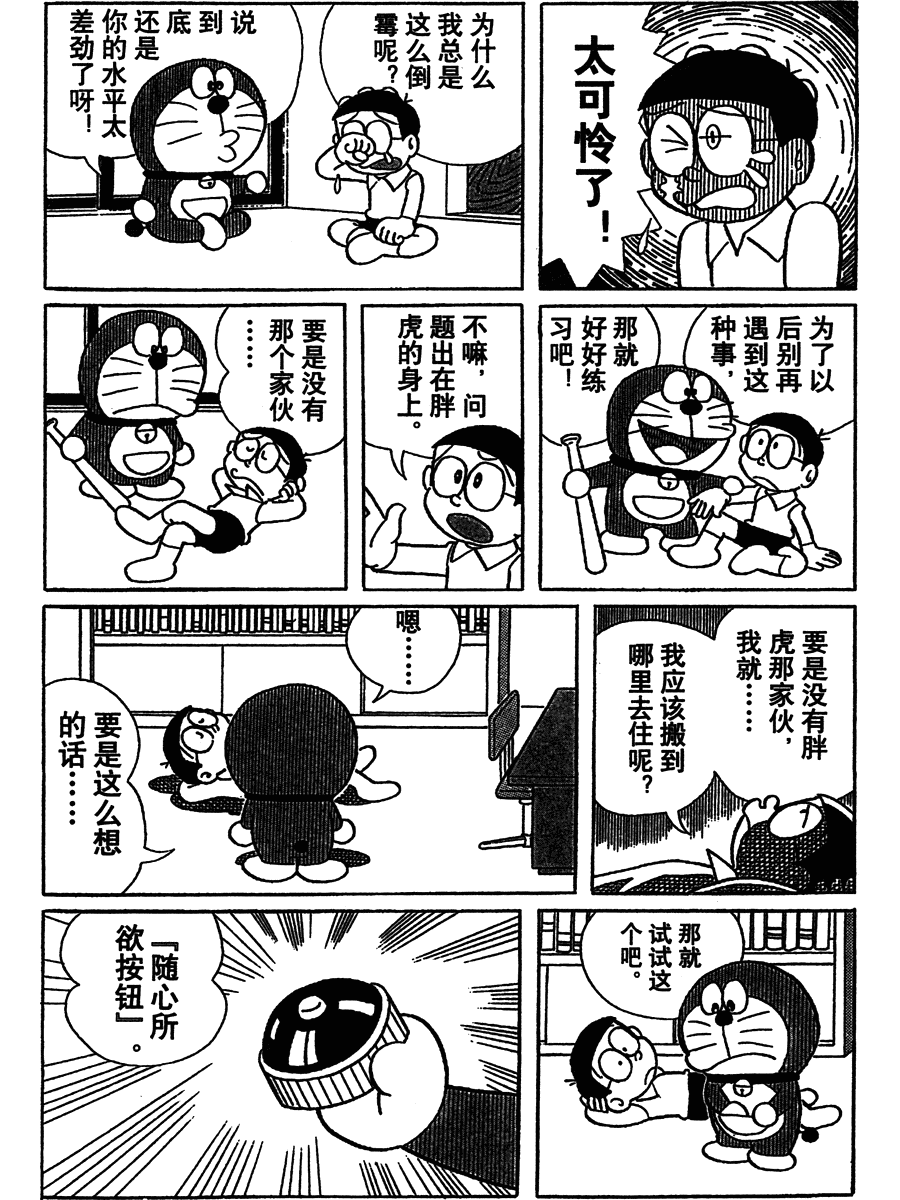 太可怜了！
为什么
我总是
这么倒
霉呢？
说
到
底
还是
你的水平太
差劲了呀！
为了以
后别再
遇到这
种事，
那就
好好练
习吧！
不嘛，问
题出在胖
虎的身上。
要是没有
那个家伙
……
要是没有胖
虎那家伙，
我就……
我应该搬到
哪里去住呢？
嗯……
要是这么想
的话……
那就
试试这
个吧。
『随心所
欲按钮』。